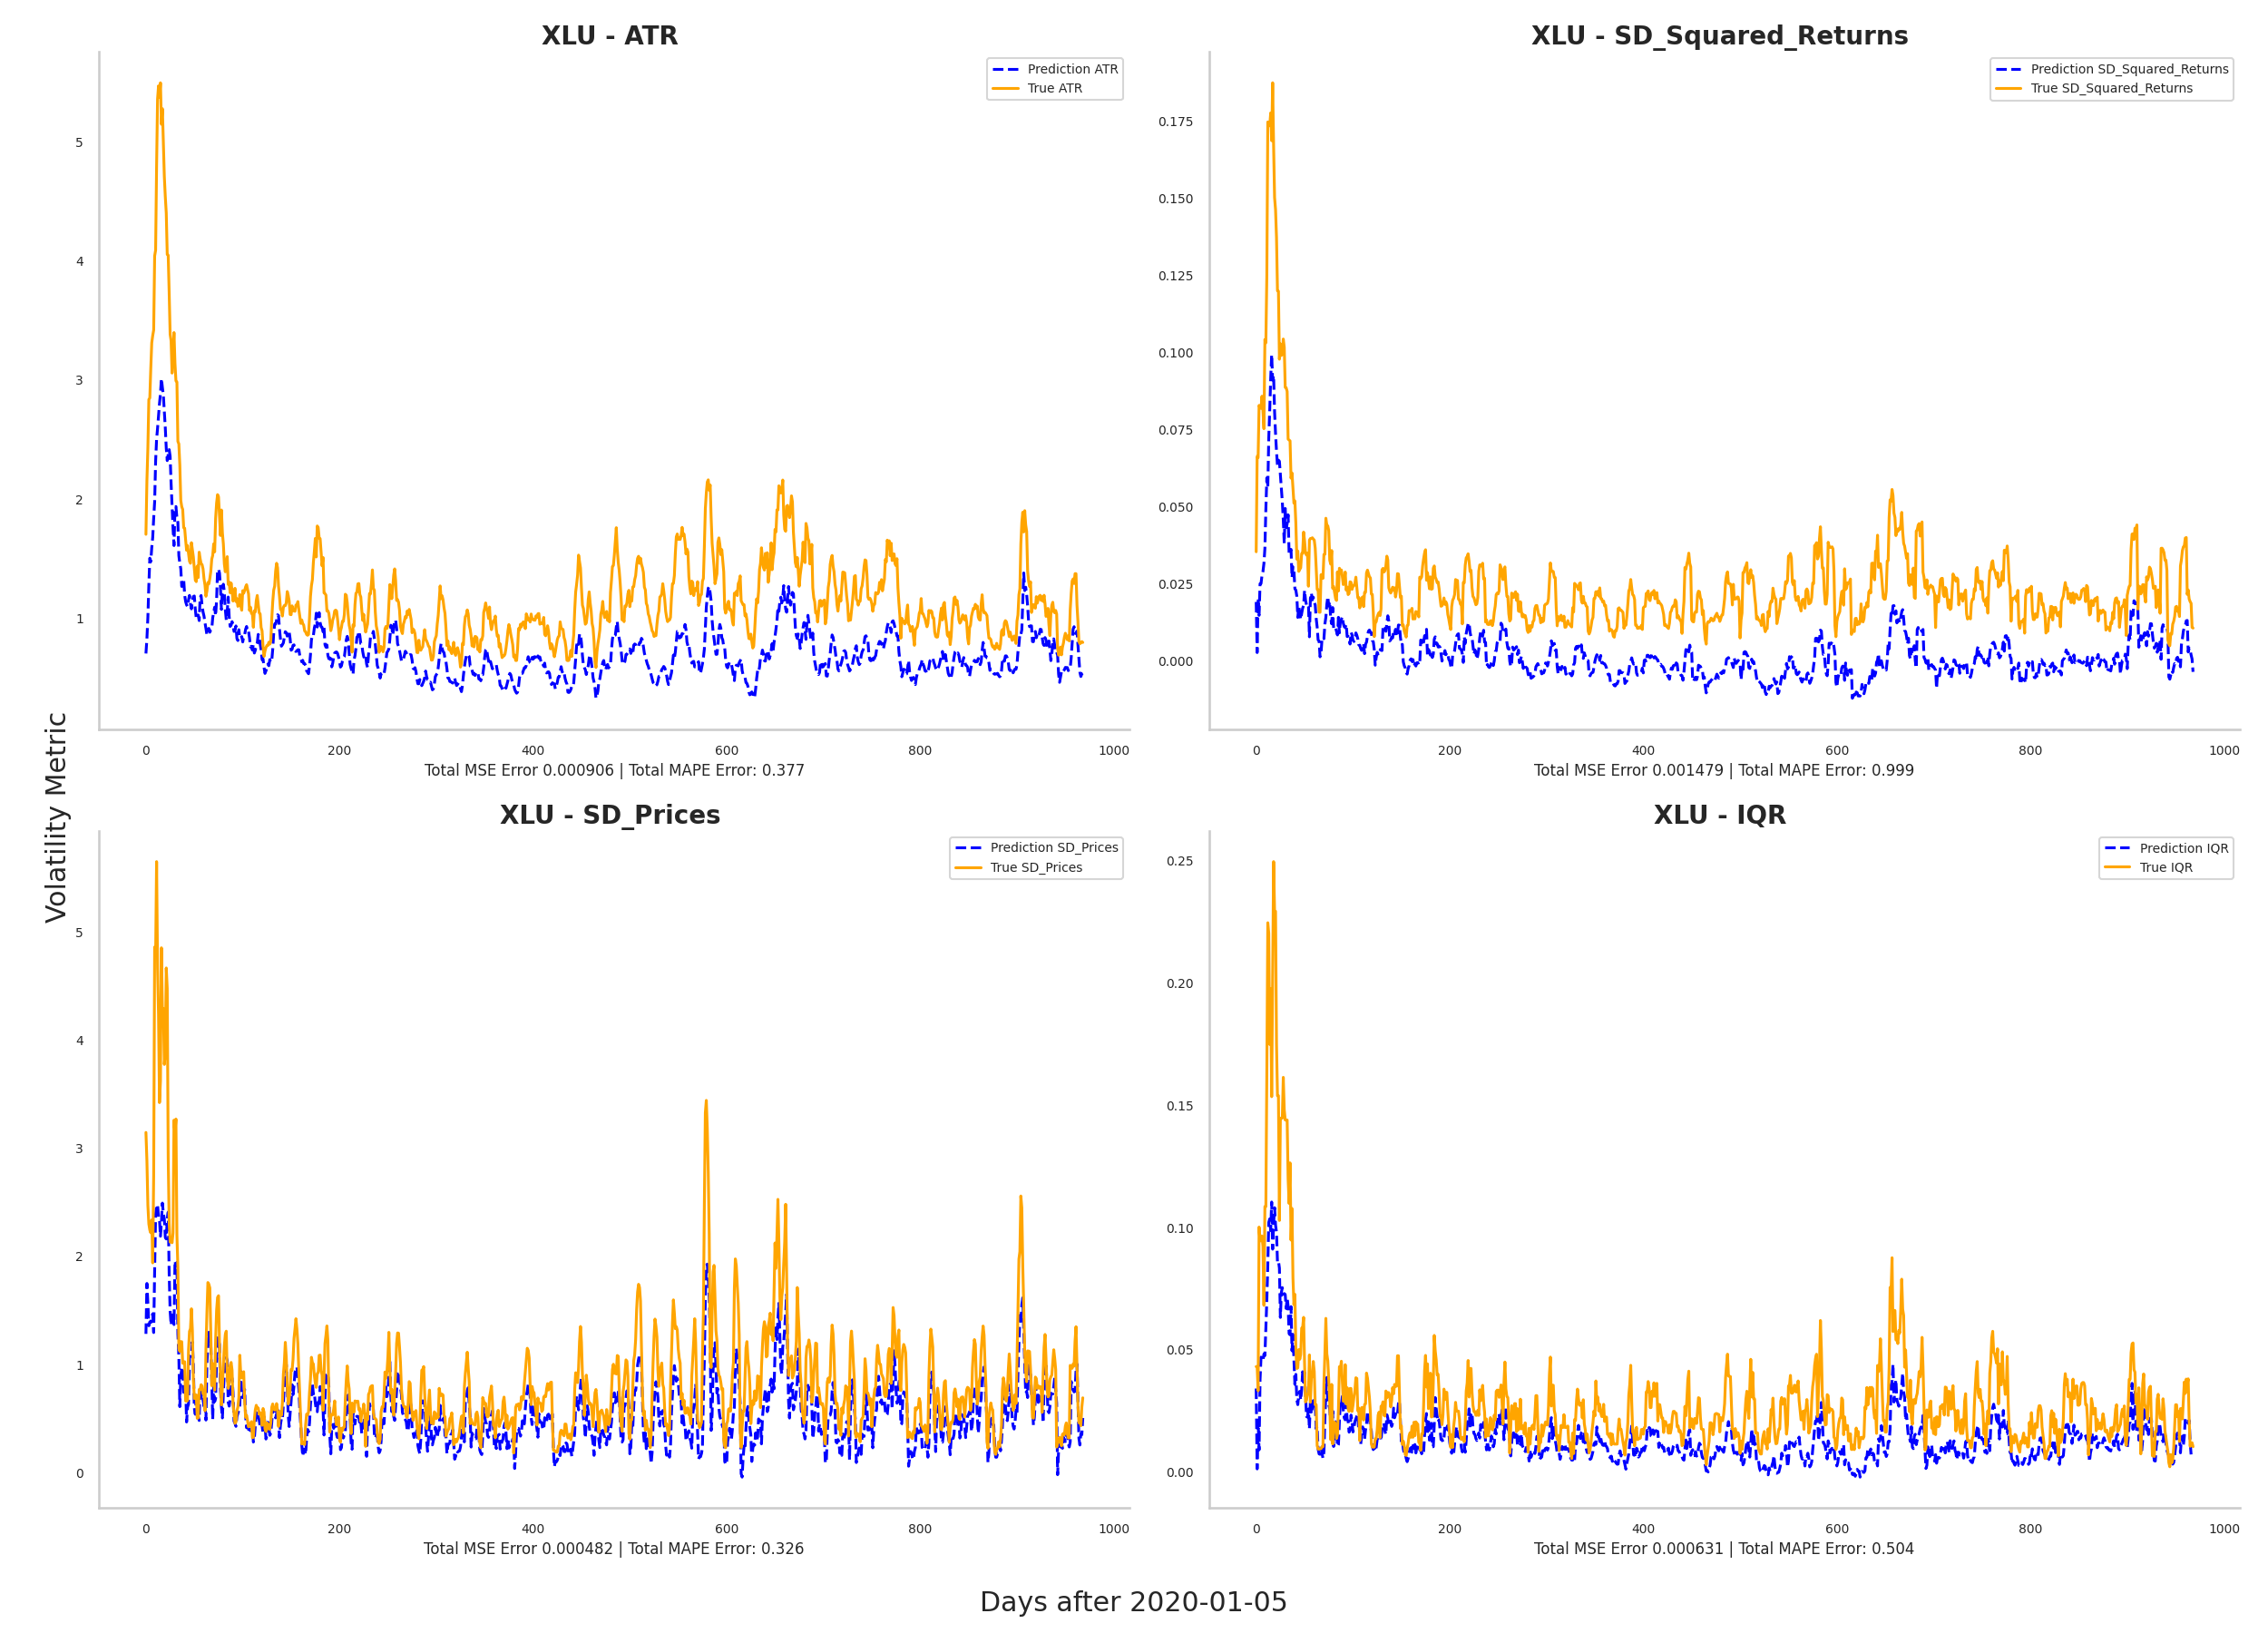 XLU - ATR
Prediction ATR
True ATR
5
4
3
2
1
0 200 400 600 800 1000
Total MSE Error 0.000906 | Total MAPE Error: 0.377
XLU - SD_Squared_Returns
Prediction SD_Squared_Returns
True SD_Squared_Returns
0.175
0.150
0.125
0.100
0.075
0.050
0.025
0.000
0 200 400 600 800 1000
Total MSE Error 0.001479 | Total MAPE Error: 0.999
Volatility Metric
XLU - SD_Prices
Prediction SD_Prices
True SD_Prices
5
4
3
2
1
0
0 200 400 600 800 1000
Total MSE Error 0.000482 | Total MAPE Error: 0.326
XLU - IQR
Prediction IQR
True IQR
0.25
0.20
0.15
0.10
0.05
0.00
0 200 400 600 800 1000
Total MSE Error 0.000631 | Total MAPE Error: 0.504
Days after 2020-01-05